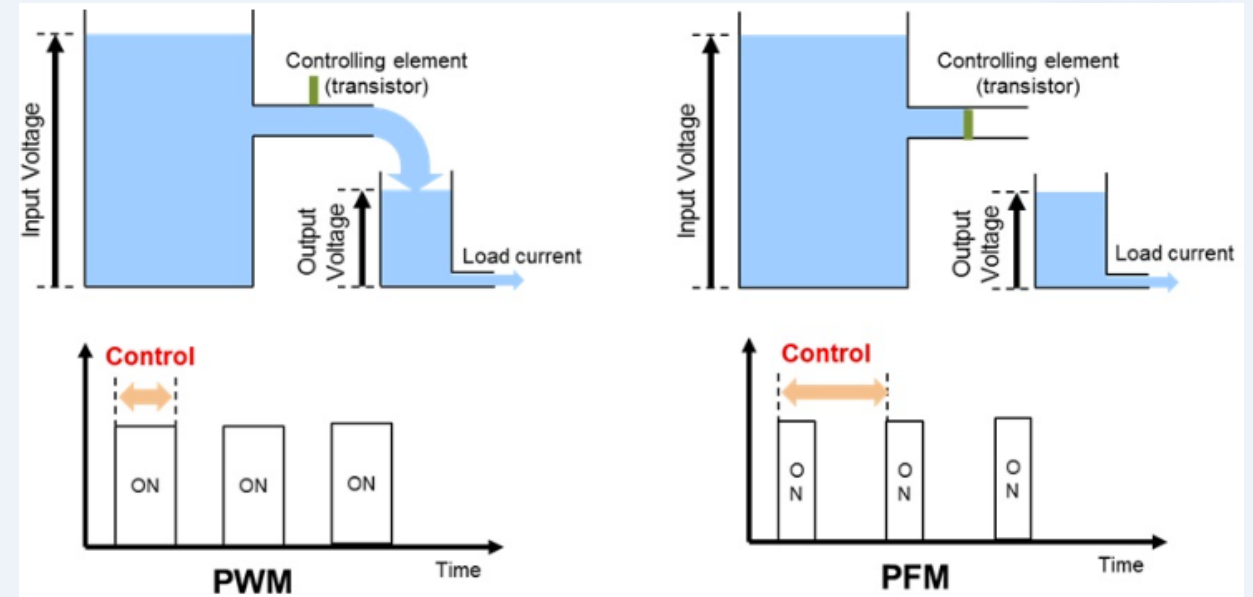 Controlling element
(transistor)
Input Voltage
Output
Voltage
Load current
Control
ON
ON
ON
Time
PWM
Controlling element
(transistor)
Input Voltage
Output
Voltage
Load current
Control
O
N
O
N
O
N
Time
PFM